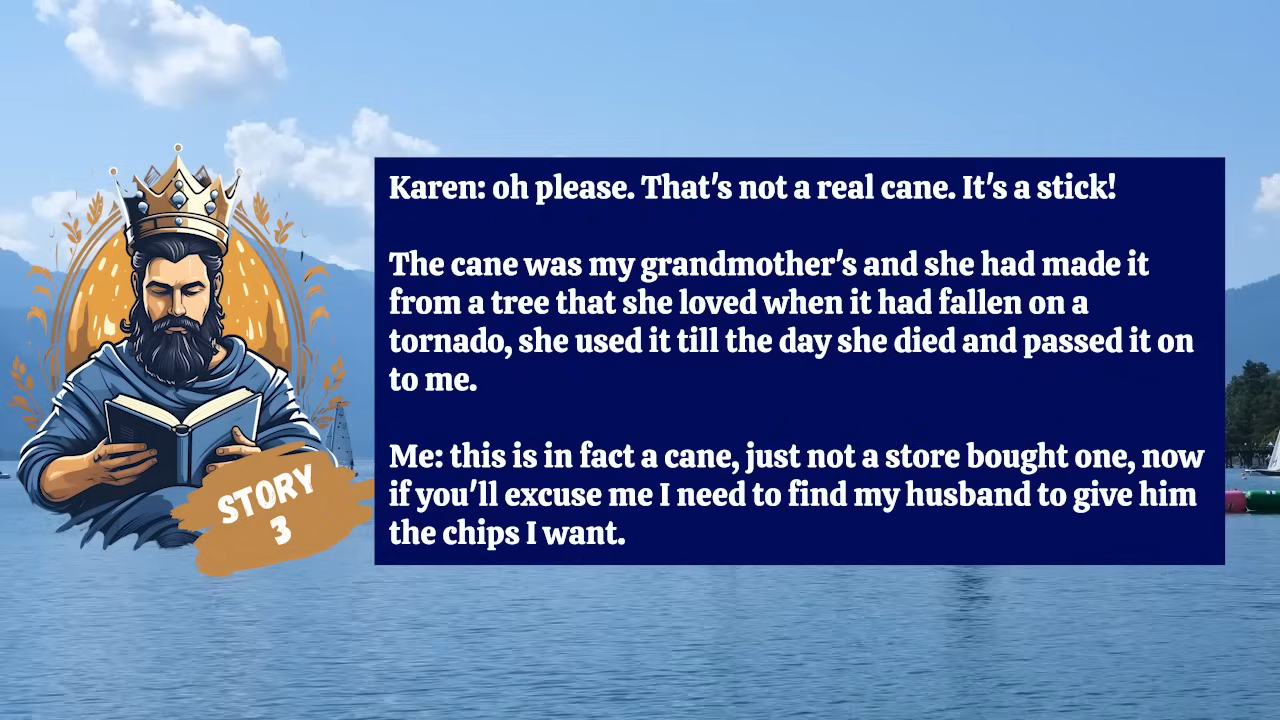 Karen: oh please. That's not a real cane. It's a stick!
The cane was my grandmother's and she had made it
from a tree that she loved when it had fallen on a
tornado, she used it till the day she died and passed it on
to me.
Me: this is in fact a cane, just not a store bought one, now
if you'll excuse me I need to find my husband to give him
the chips I want.
STORY
3